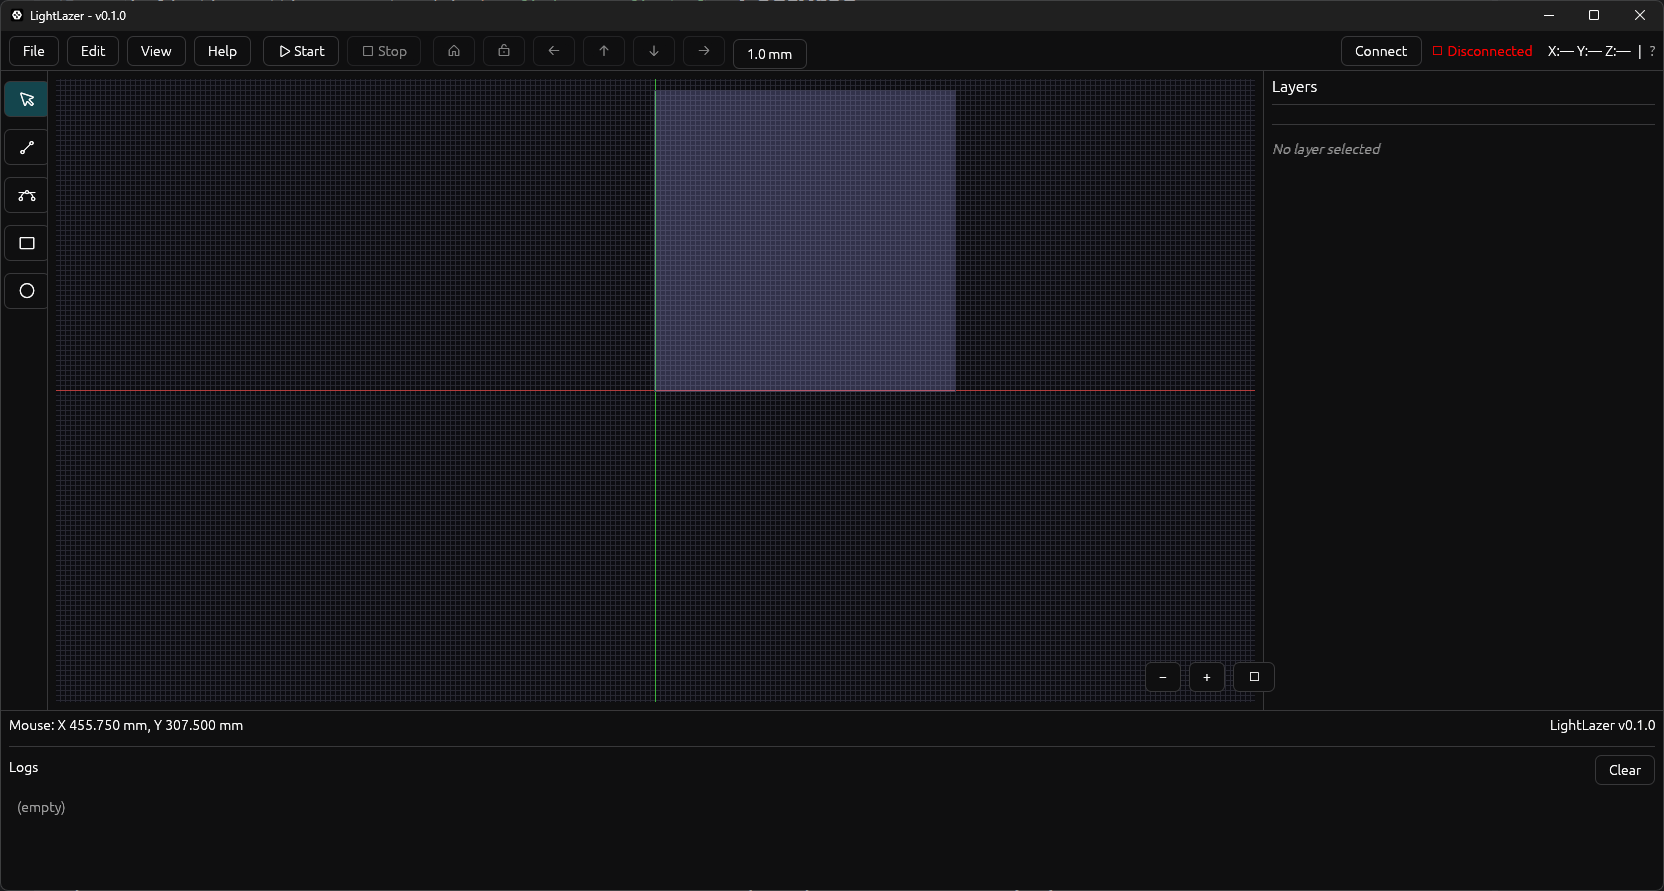 LightLazer - v0.1.0
File Edit View Help Start Stop 1.0 mm Connect Disconnected X:— Y:— Z:— | ?
Layers
No layer selected
− +
Mouse: X 455.750 mm, Y 307.500 mm
LightLazer v0.1.0
Logs
Clear
(empty)